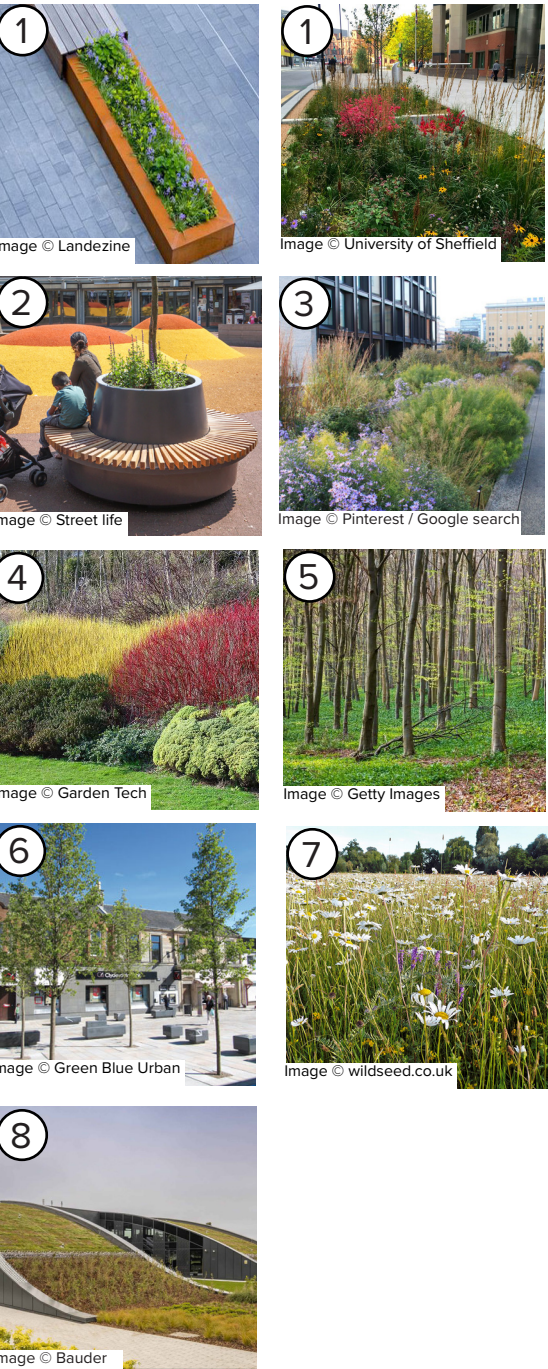 1
1
mage © Landezine
Image © University of Sheffield
2
3
mage © Street life
Image © Pinterest / Google search
4
5
mage © Garden Tech
Image © Getty Images
6
7
mage © Green Blue Urban
Image © wildseed.co.uk
8
mage © Bauder